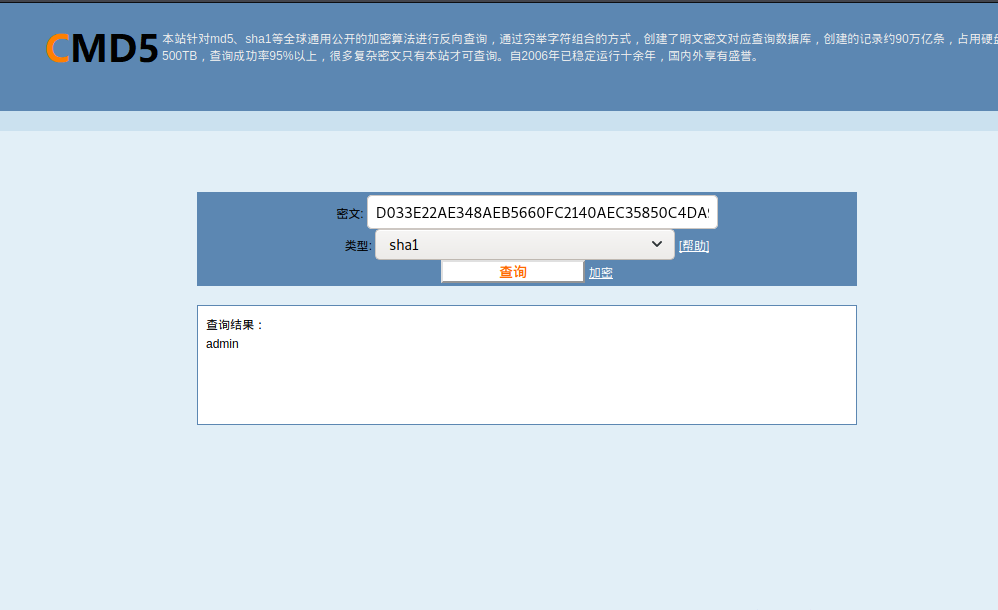 CMD5 本站针对md5、sha1等全球通用公开的加密算法进行反向查询，通过穷举字符组合的方式，创建了明文密文对应查询数据库，创建的记录约90万亿条，占用硬
500TB，查询成功率95%以上，很多复杂密文只有本站才可查询。自2006年已稳定运行十余年，国内外享有盛誉。
密文: D033E22AE348AEB5660FC2140AEC35850C4DA
类型: sha1 [帮助]
查询 加密
查询结果：
admin